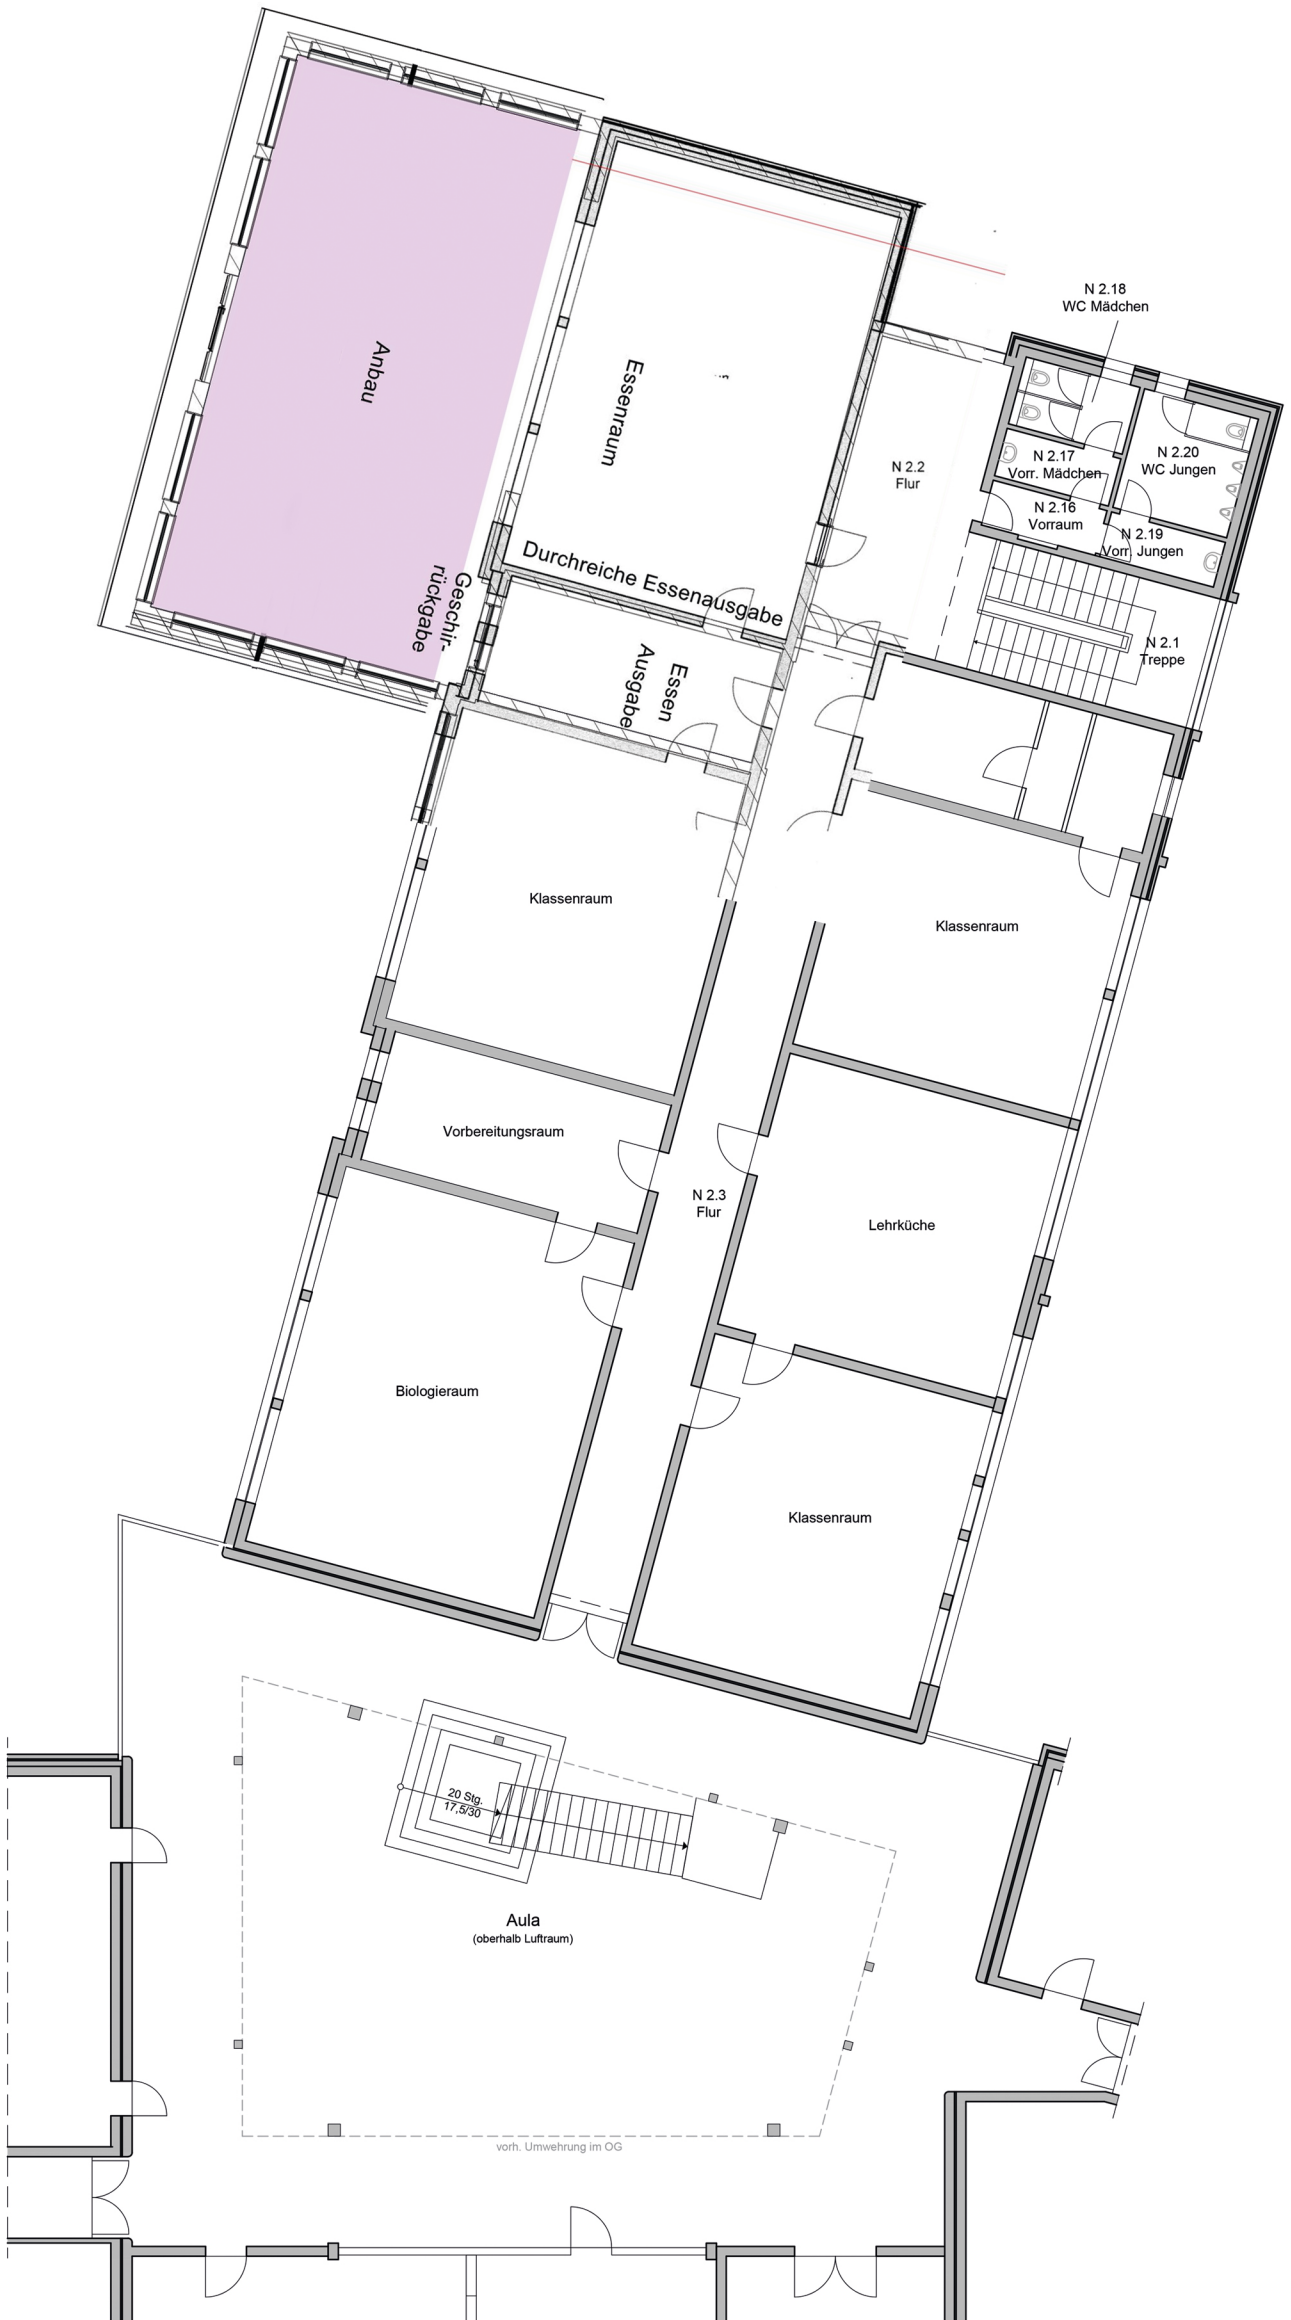 N 2.18
WC Mädchen
Anbau
Essenraum
N 2.2
Flur
N 2.17
Vorr. Mädchen
N 2.20
WC Jungen
N 2.16
Vorraum
N 2.19
Vorr. Jungen
Durchreiche Essenausgabe
Geschir-
rückgabe
N 2.1
Treppe
Essen
Ausgabe
Klassenraum
Klassenraum
Vorbereitungsraum
N 2.3
Flur
Lehrküche
Biologieraum
Klassenraum
20 Stg.
17,5/30
Aula
(oberhalb Luftraum)
vorh. Umwehrung im OG